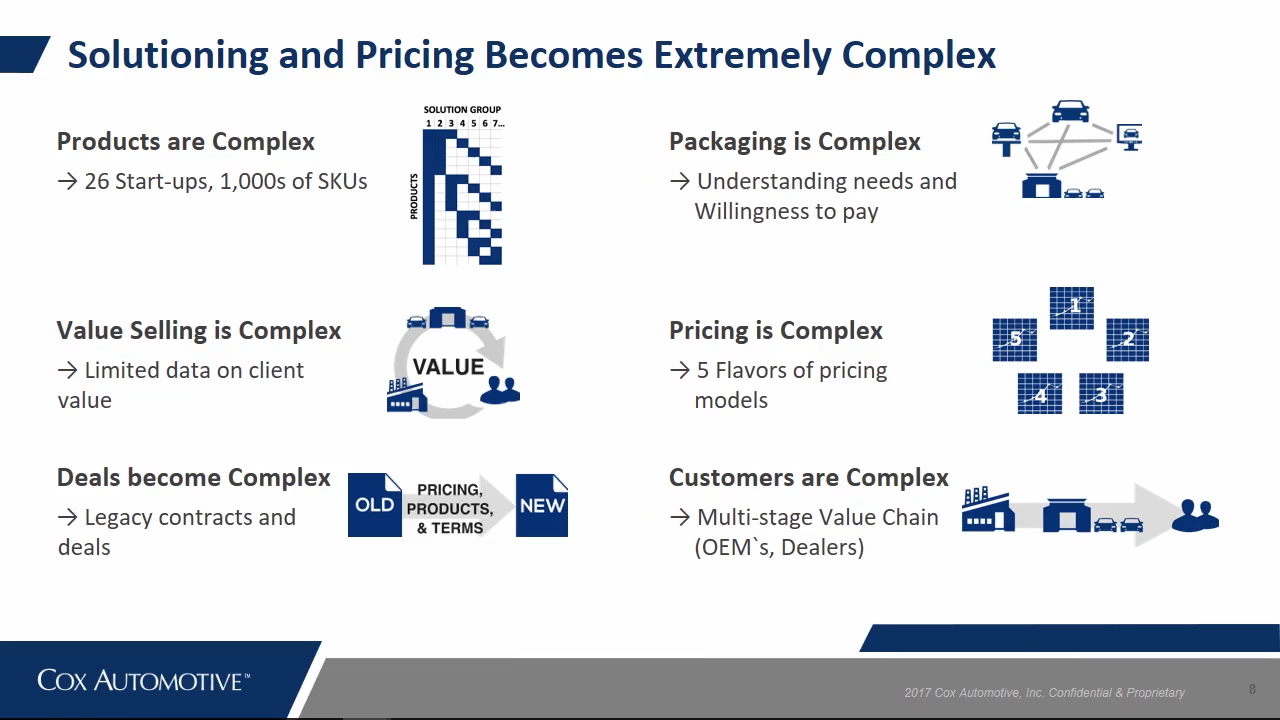 Solutioning and Pricing Becomes Extremely Complex
Products are Complex
→ 26 Start-ups, 1,000s of SKUs
SOLUTION GROUP
1 2 3 4 5 6 7...
PRODUCTS
Packaging is Complex
→ Understanding needs and
Willingness to pay
Value Selling is Complex
→ Limited data on client
value
VALUE
Pricing is Complex
→ 5 Flavors of pricing
models
1
2
3
4
5
Deals become Complex
→ Legacy contracts and
deals
OLD
PRICING,
PRODUCTS,
& TERMS
NEW
Customers are Complex
→ Multi-stage Value Chain
(OEM`s, Dealers)
COX AUTOMOTIVE™
2017 Cox Automotive, Inc. Confidential & Proprietary
8